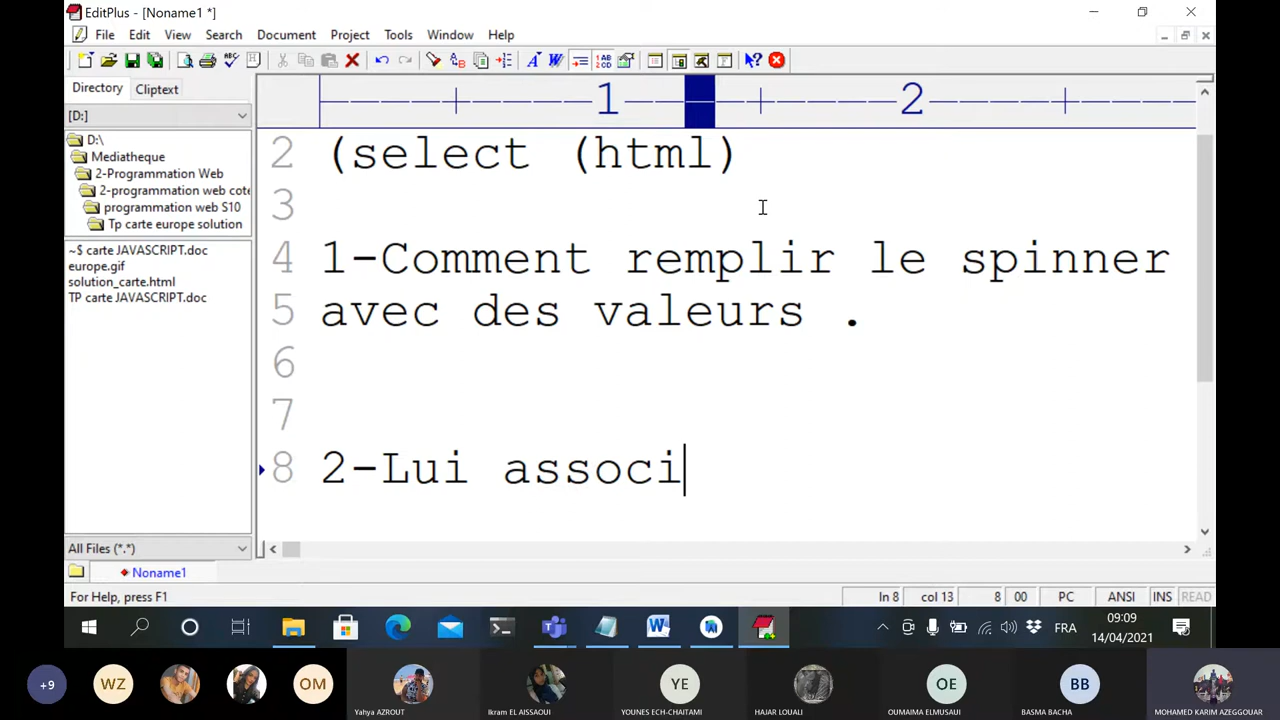 EditPlus - [Noname1 *]
File Edit View Search Document Project Tools Window Help
Directory Cliptext
[D:]
D:\
Mediatheque
2-Programmation Web
2-programmation web cote
programmation web S10
Tp carte europe solution
~$ carte JAVASCRIPT.doc
europe.gif
solution_carte.html
TP carte JAVASCRIPT.doc
All Files (*.*)
1 2
2 (select (html)
3
4 1-Comment remplir le spinner
5 avec des valeurs .
6
7
8 2-Lui associ
Noname1
For Help, press F1 ln 8 col 13 8 00 PC ANSI INS READ
FRA
09:09
14/04/2021
+9 WZ OM YE OE BB
Yahya AZROUT Ikram EL AISSAOUI YOUNES ECH-CHAITAMI HAJAR LOUALI OUMAIMA ELMUSAUI BASMA BACHA MOHAMED KARIM AZEGGOUAR